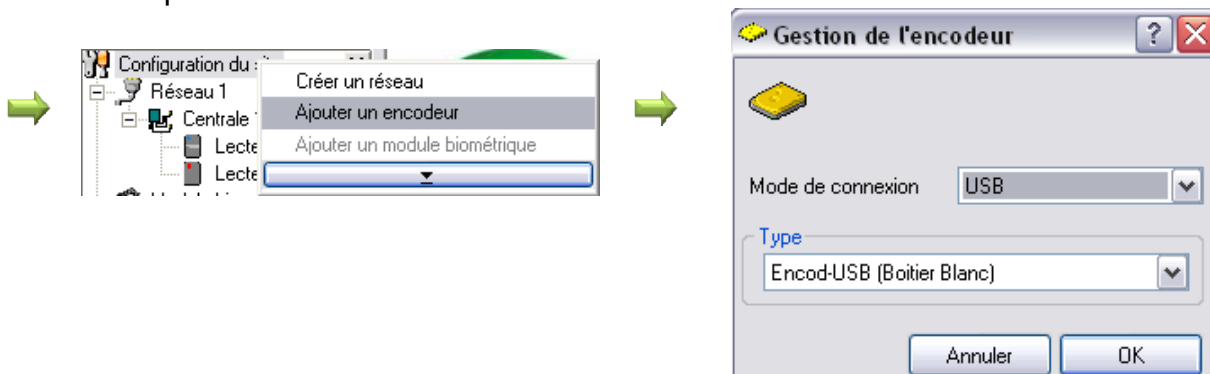 Configuration du
Réseau 1
Centrale
Lecte
Lecte
Créer un réseau
Ajouter un encodeur
Ajouter un module biométrique
Gestion de l'encodeur
Mode de connexion
USB
Type
Encod-USB (Boitier Blanc)
Annuler
OK